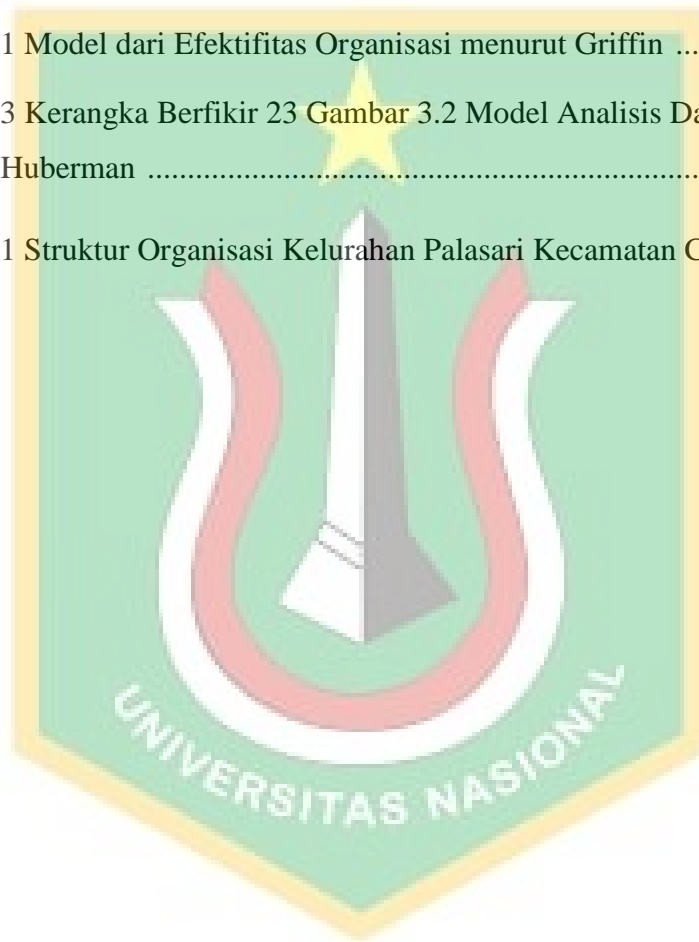 1 Model dari Efektifitas Organisasi menurut Griffin ...
3 Kerangka Berfikir 23 Gambar 3.2 Model Analisis Da
Huberman ......................................................................
1 Struktur Organisasi Kelurahan Palasari Kecamatan C
UNIVERSITAS NASIONAL